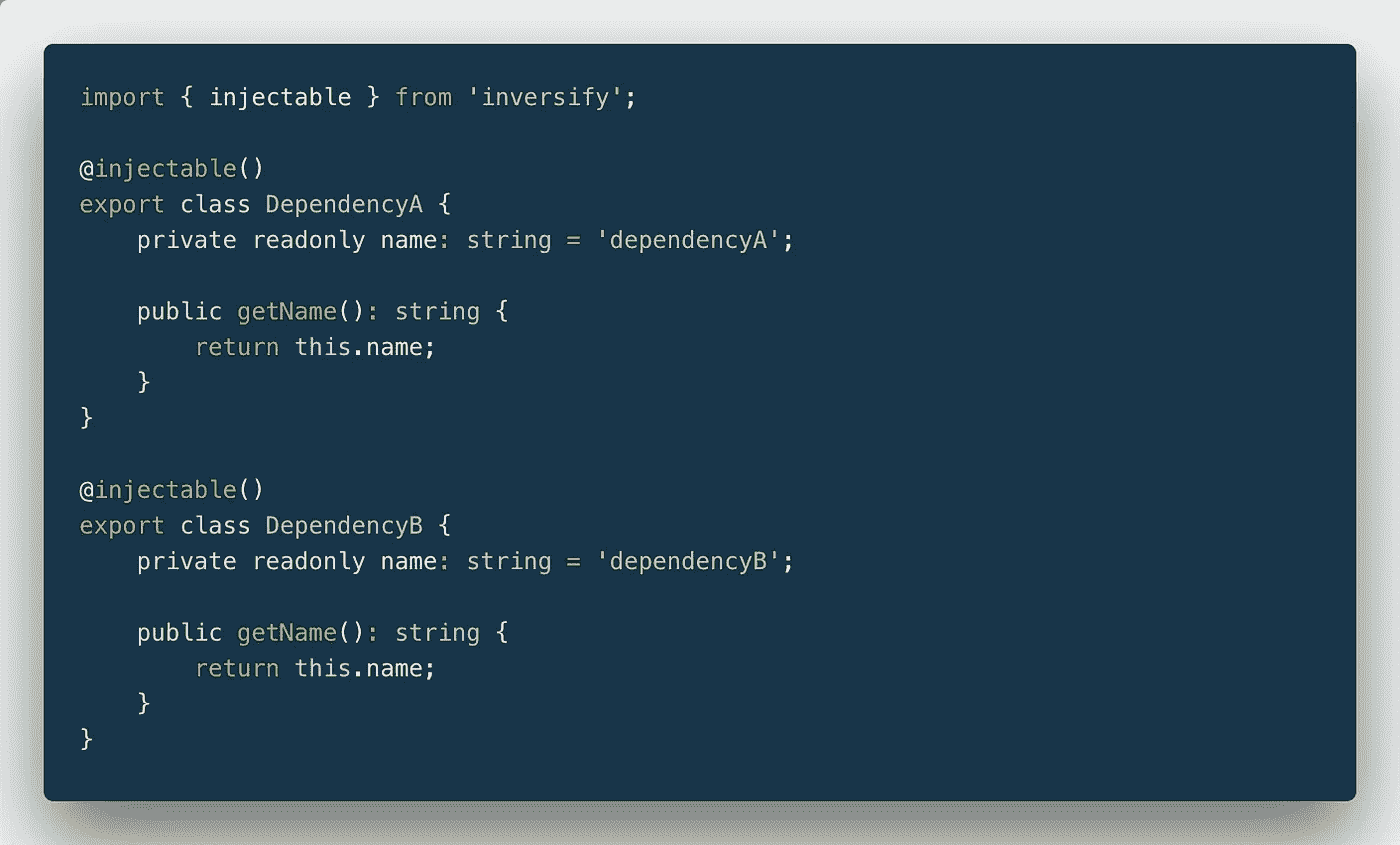 import { injectable } from 'inversify';

@injectable()
export class DependencyA {
    private readonly name: string = 'dependencyA';

    public getName(): string {
        return this.name;
    }
}

@injectable()
export class DependencyB {
    private readonly name: string = 'dependencyB';

    public getName(): string {
        return this.name;
    }
}